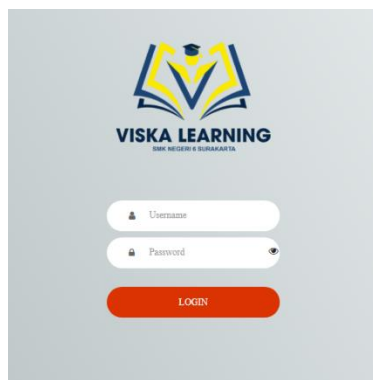 VISKA LEARNING
SMK NEGERI 6 SURAKARTA
Username
Password
LOGIN